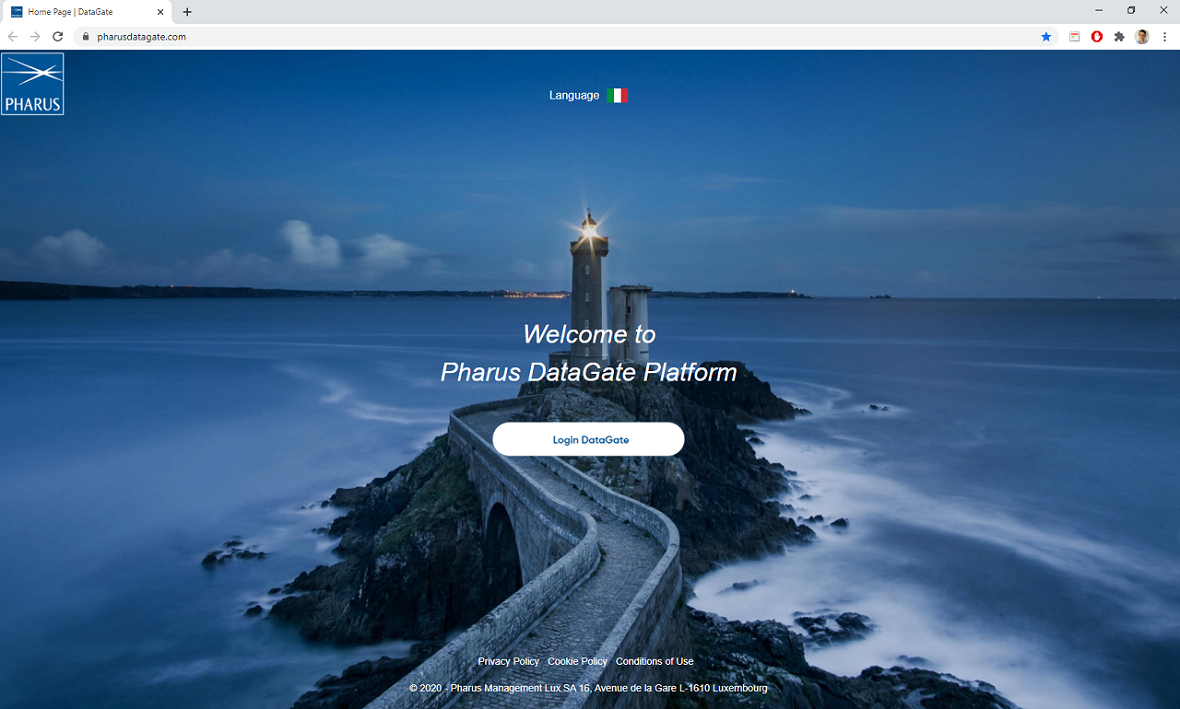 Home Page | DataGate
pharusdatagate.com
PHARUS
Language
Welcome to
Pharus DataGate Platform
Login DataGate
Privacy Policy Cookie Policy Conditions of Use
© 2020 - Pharus Management Lux SA 16, Avenue de la Gare L-1610 Luxembourg